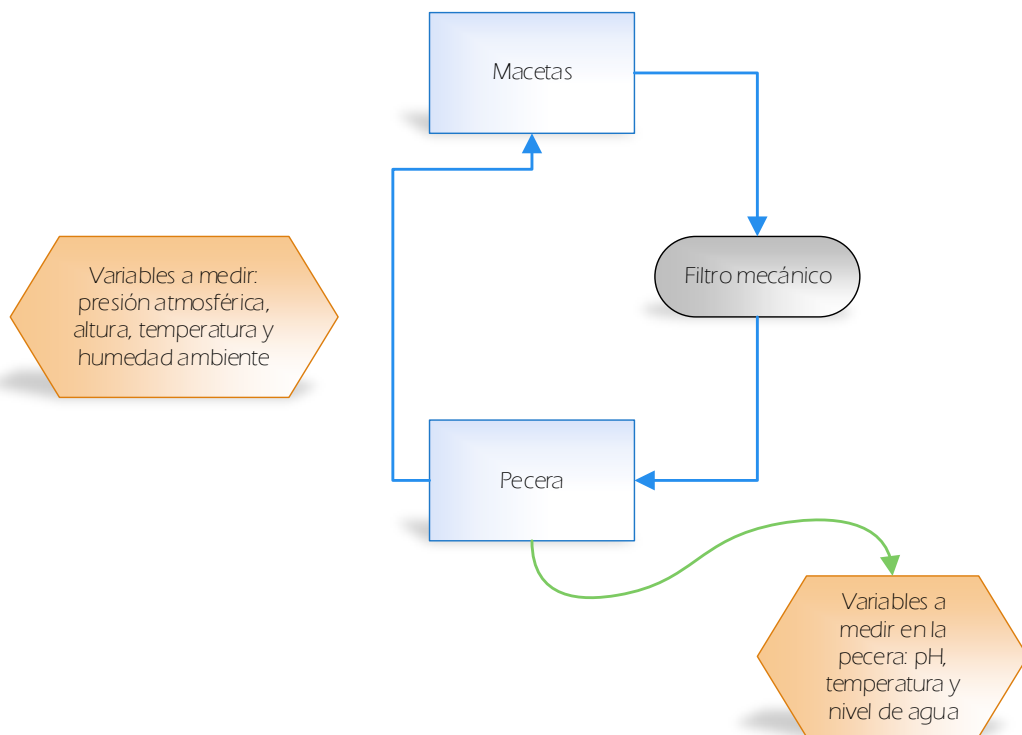 Macetas
Filtro mecánico
Variables a medir:
presión atmosférica,
altura, temperatura y
humedad ambiente
Pecera
Variables a
medir en la
pecera: pH,
temperatura y
nivel de agua